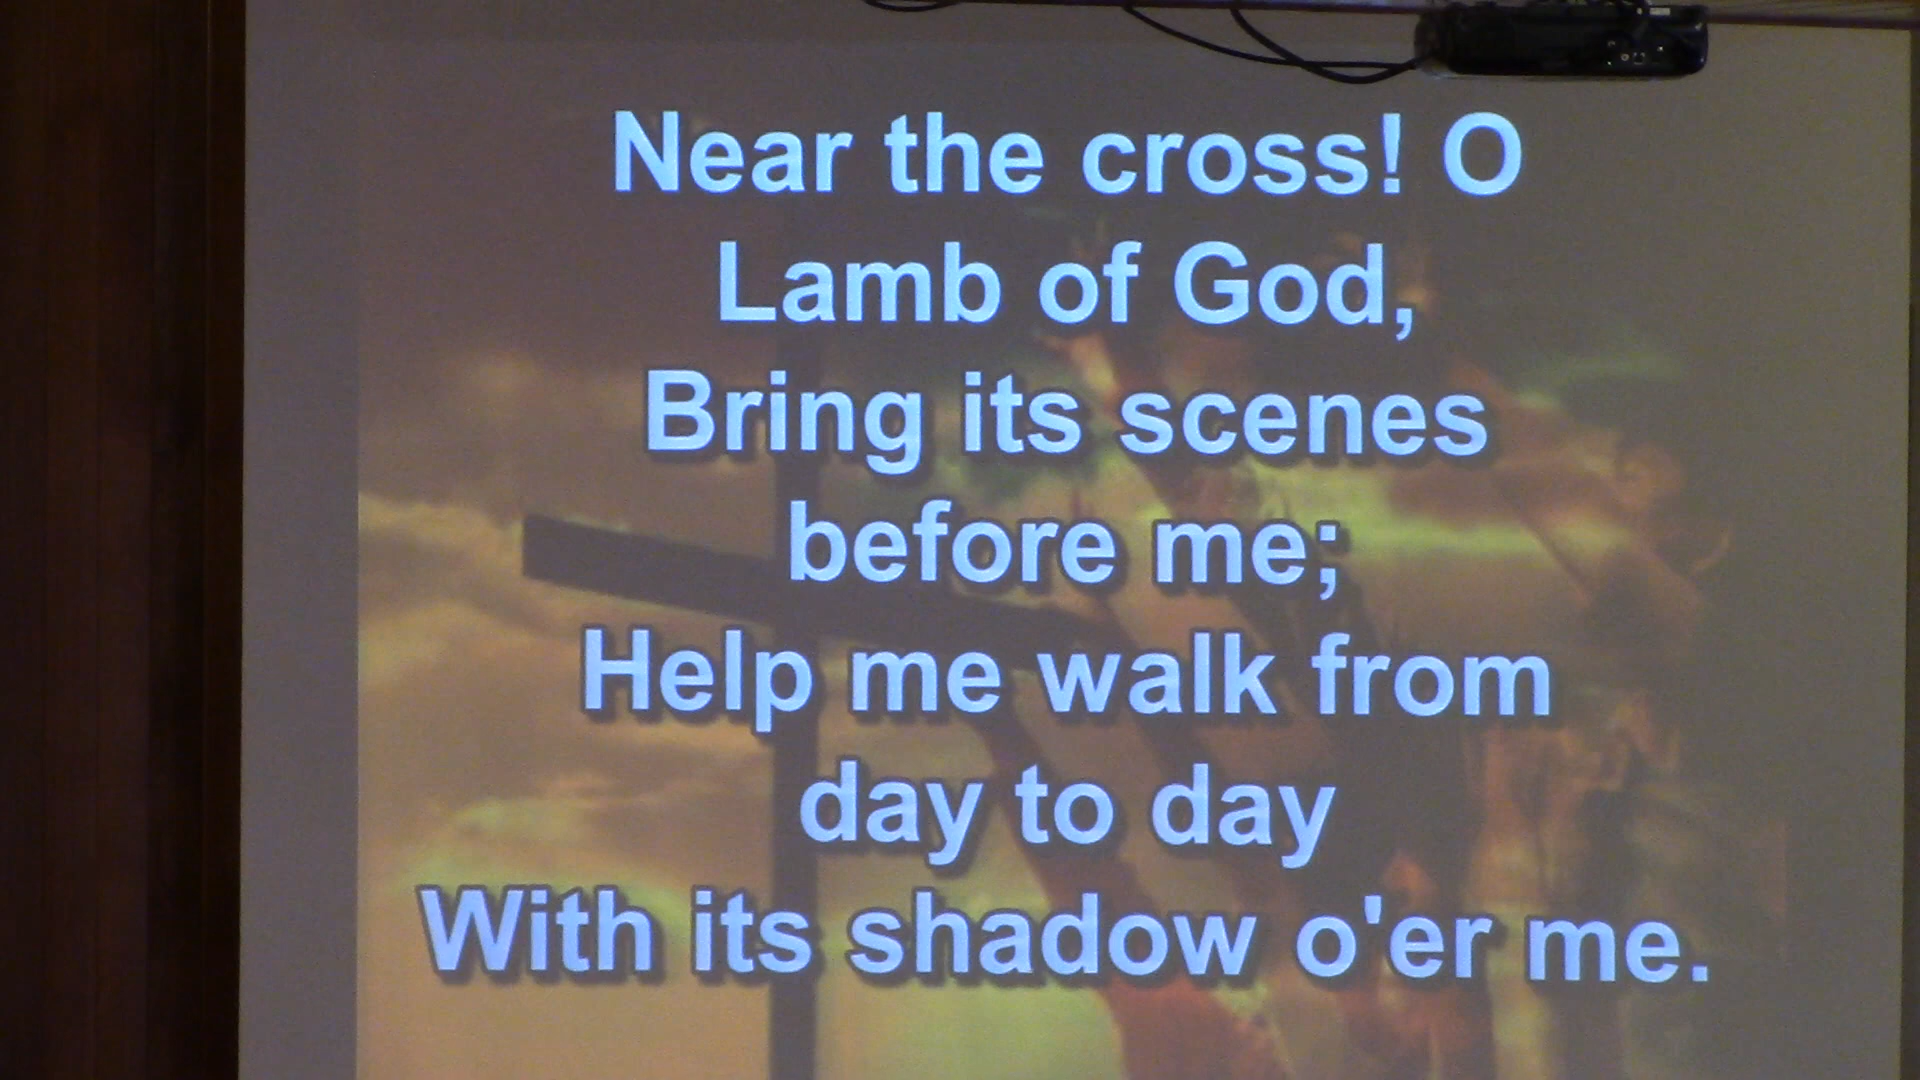 Near the cross! O
Lamb of God,
Bring its scenes
before me;
Help me walk from
day to day
With its shadow o'er me.